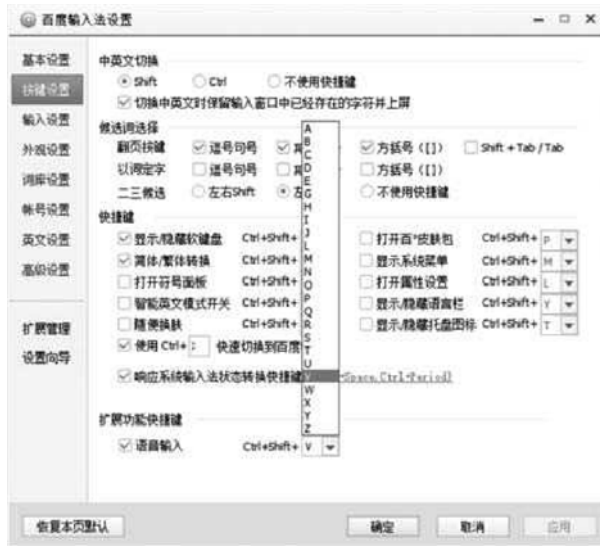 百度输入法设置
基本设置
按键设置
输入设置
外观设置
词库设置
帐号设置
英文设置
高级设置
扩展管理
设置向导
中英文切换
Shift Ctrl 不使用快捷键
切换中英文时保留输入窗口中已经存在的字符并上屏
候选词选择
翻页按键 逗号句号 方括号 ([]) Shift + Tab / Tab
以词定字 逗号句号 方括号 ([])
二三候选 左右Shift 不使用快捷键
快捷键
显示/隐藏软键盘 Ctrl+Shift+ 打开百度皮肤包 Ctrl+Shift+ P
简体/繁体转换 Ctrl+Shift+ 显示系统菜单 Ctrl+Shift+ M
打开符号面板 Ctrl+Shift+ 打开属性设置 Ctrl+Shift+ L
智能英文模式开关 Ctrl+Shift+ 显示/隐藏语言栏 Ctrl+Shift+ Y
随便换肤 Ctrl+Shift+ 显示/隐藏托盘图标 Ctrl+Shift+ T
使用 Ctrl+ 快速切换到百度
响应系统输入法状态转换快捷键 Space,Ctrl+Period)
扩展功能快捷键
语音输入 Ctrl+Shift+ V
A
B
C
D
E
G
H
I
J
L
M
N
O
P
Q
R
S
T
U
V
W
X
Y
Z
恢复本页默认 确定 取消 应用